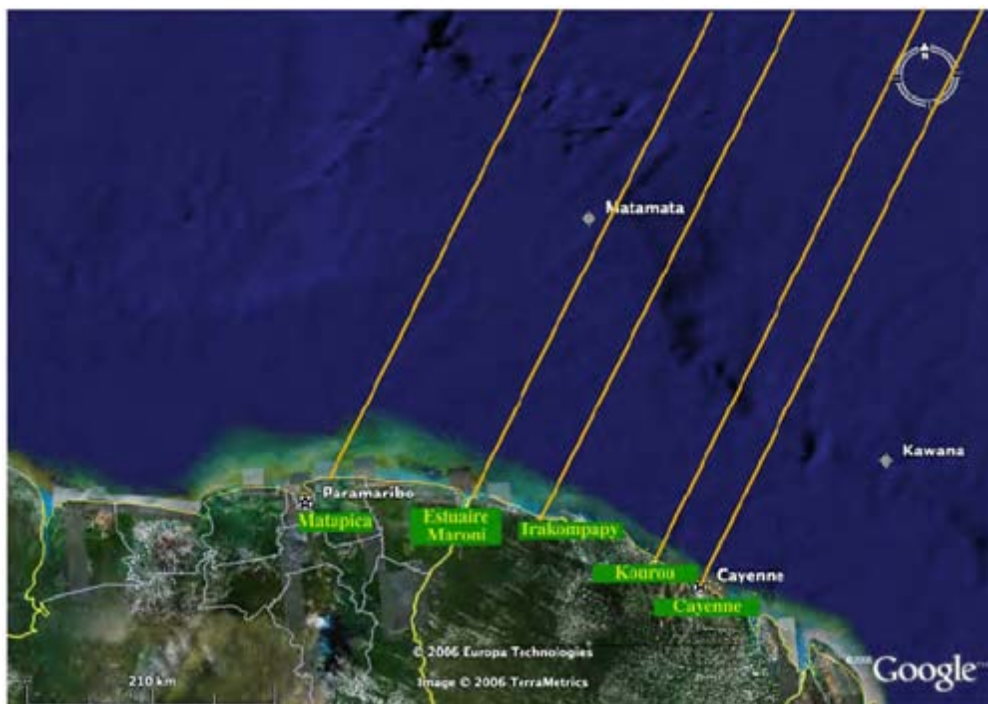 N
Matamata
Kawana
Paramaribo
Matapica
Estuaire
Maroni
Irakompapy
Kourou
Cayenne
Cayenne
© 2006 Europa Technologies
Image © 2006 TerraMetrics
210 km
Google